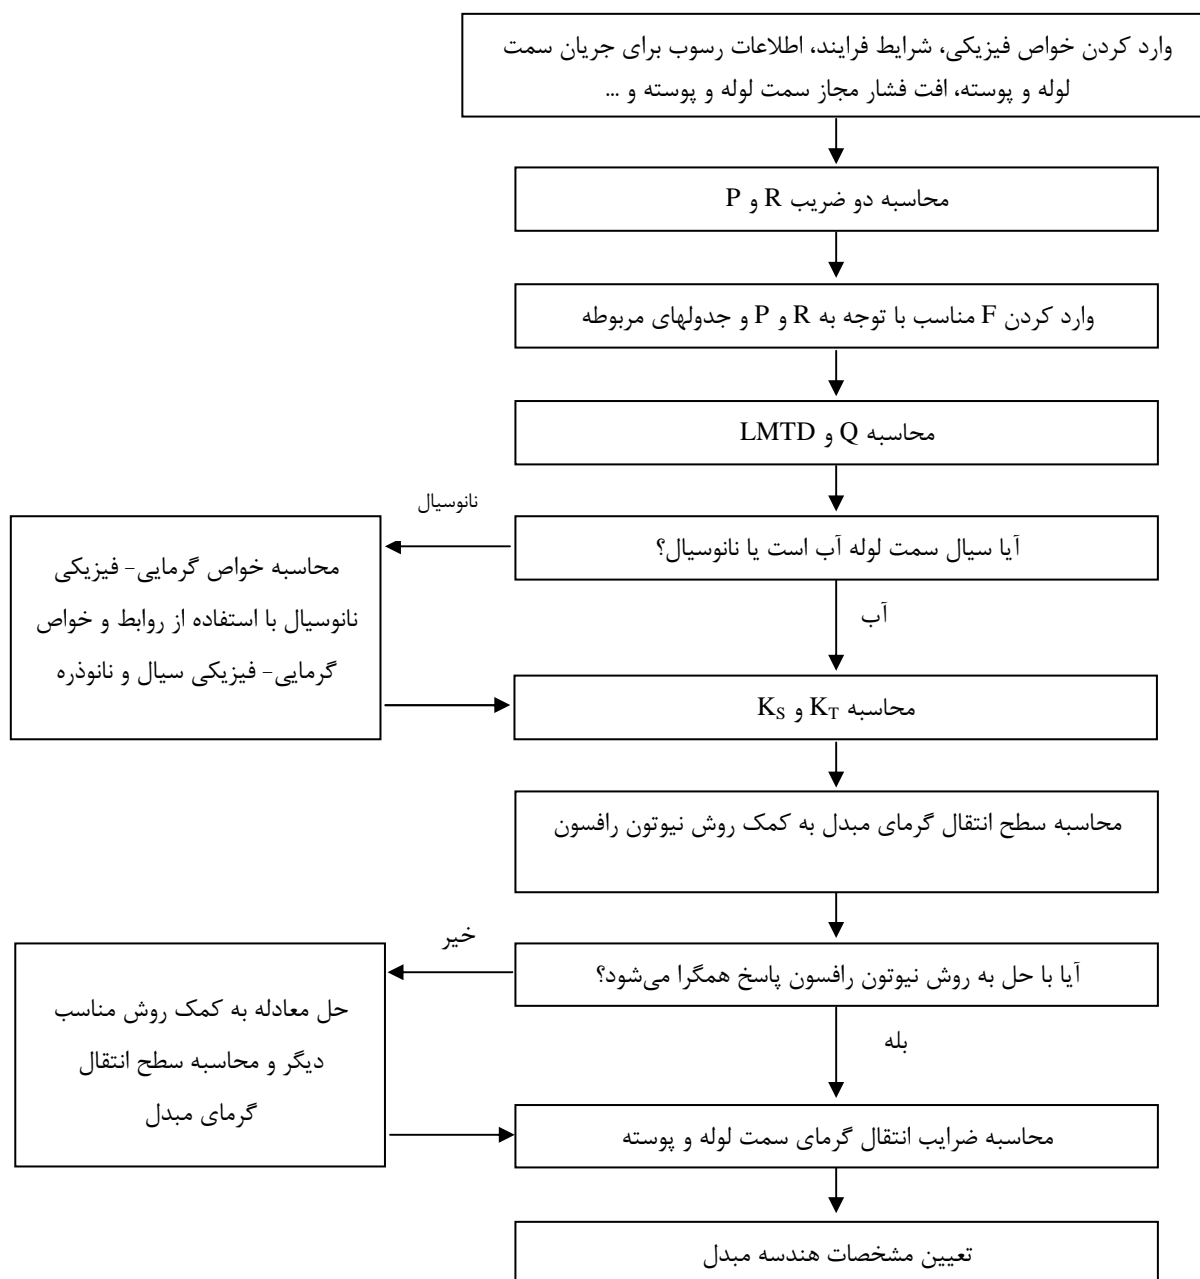 وارد کردن خواص فیزیکی، شرایط فرایند، اطلاعات رسوب برای جریان سمت
لوله و پوسته، افت فشار مجاز سمت لوله و پوسته و ...
محاسبه دو ضریب R و P
وارد کردن F مناسب با توجه به R و P و جدولهای مربوطه
محاسبه Q و LMTD
آیا سیال سمت لوله آب است یا نانوسیال؟
نانوسیال
محاسبه خواص گرمایی- فیزیکی
نانوسیال با استفاده از روابط و خواص
گرمایی- فیزیکی سیال و نانوذره
آب
محاسبه K_T و K_S
محاسبه سطح انتقال گرمای مبدل به کمک روش نیوتون رافسون
آیا با حل به روش نیوتون رافسون پاسخ همگرا می‌شود؟
خیر
حل معادله به کمک روش مناسب
دیگر و محاسبه سطح انتقال
گرمای مبدل
بله
محاسبه ضرایب انتقال گرمای سمت لوله و پوسته
تعیین مشخصات هندسه مبدل